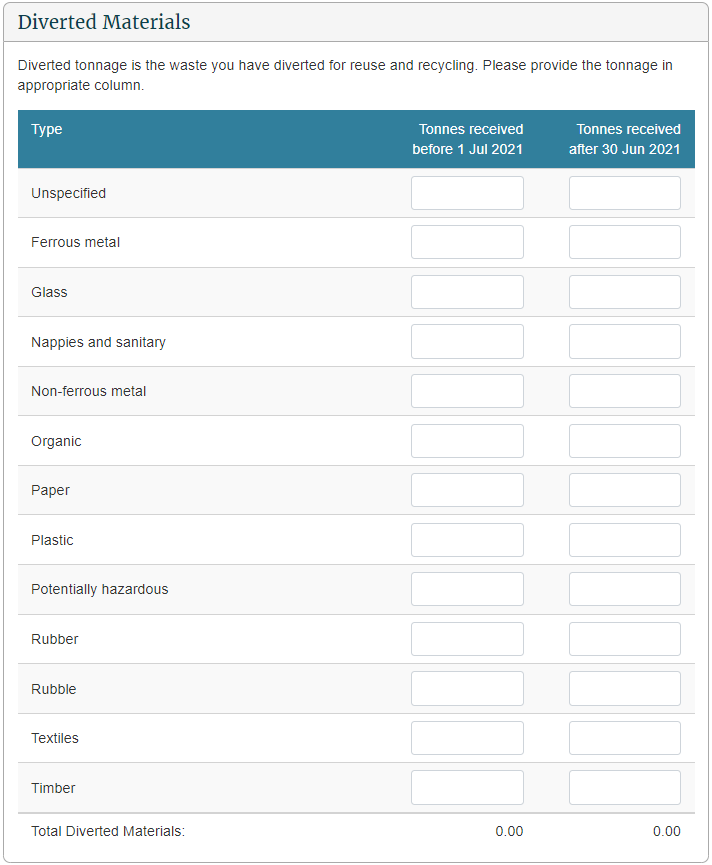 Diverted Materials
Diverted tonnage is the waste you have diverted for reuse and recycling. Please provide the tonnage in
appropriate column.
Type
Tonnes received
before 1 Jul 2021
Tonnes received
after 30 Jun 2021
Unspecified
Ferrous metal
Glass
Nappies and sanitary
Non-ferrous metal
Organic
Paper
Plastic
Potentially hazardous
Rubber
Rubble
Textiles
Timber
Total Diverted Materials: 0.00 0.00